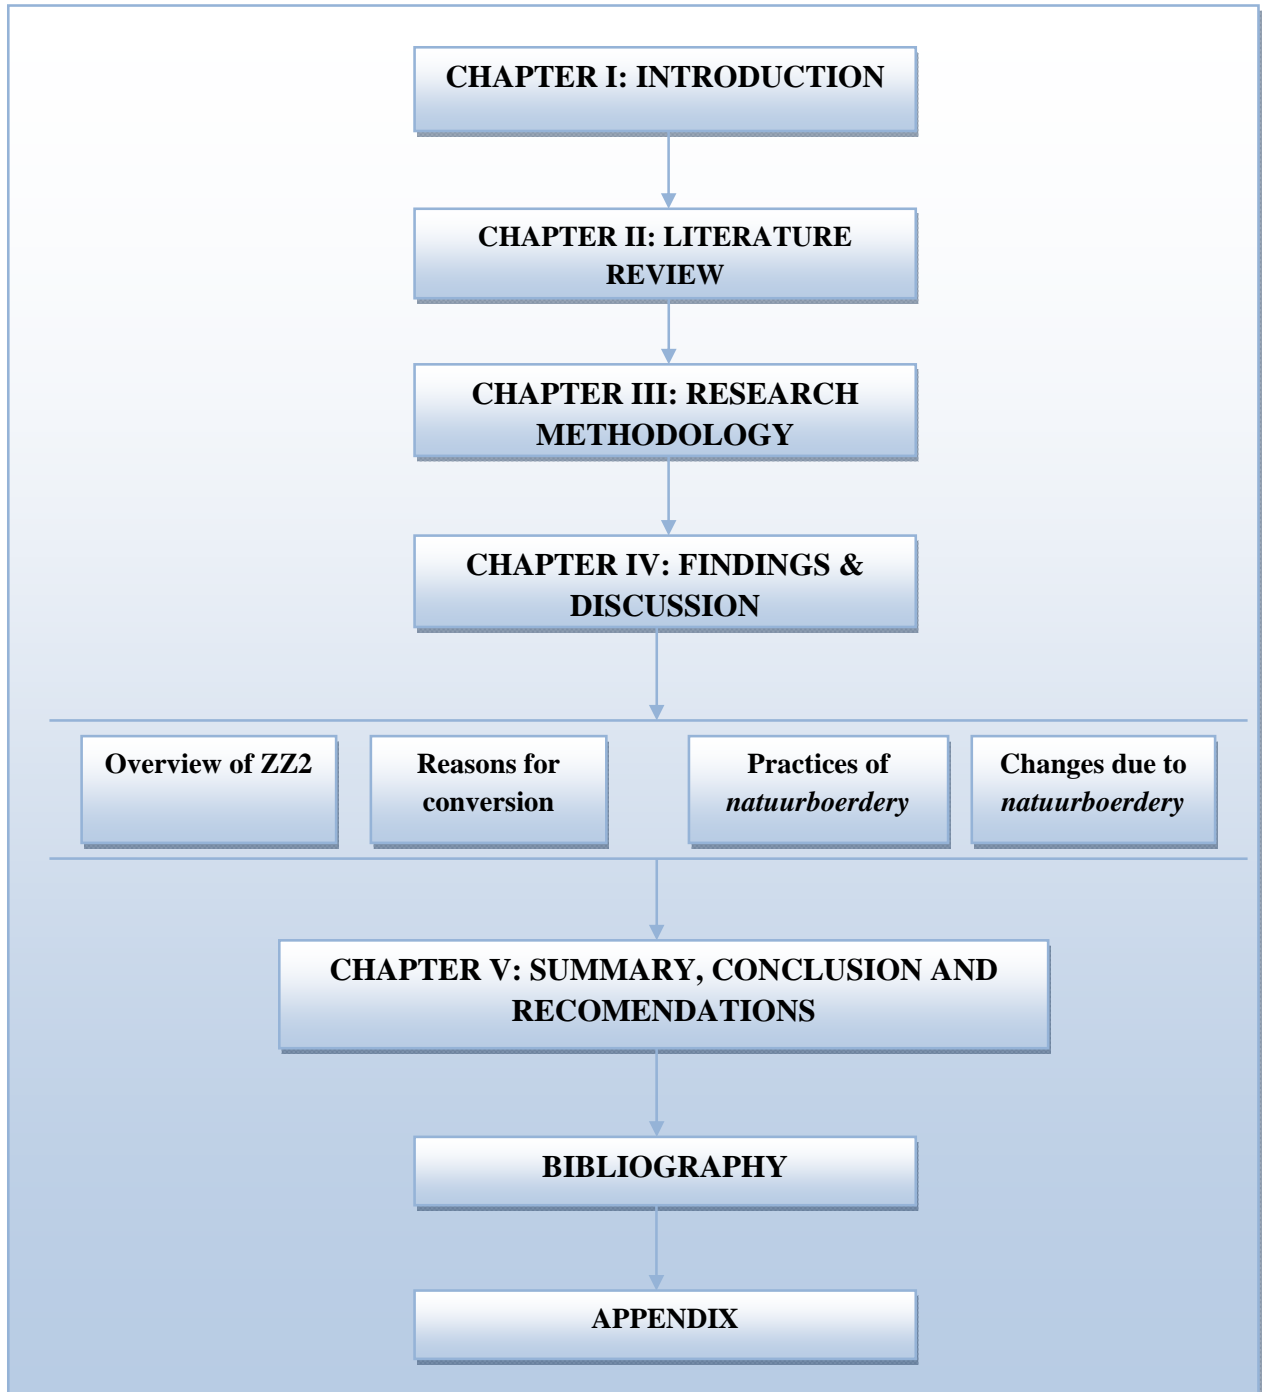 CHAPTER I: INTRODUCTION
CHAPTER II: LITERATURE
REVIEW
CHAPTER III: RESEARCH
METHODOLOGY
CHAPTER IV: FINDINGS &
DISCUSSION
Overview of ZZ2
Reasons for
conversion
Practices of
natuurboerdery
Changes due to
natuurboerdery
CHAPTER V: SUMMARY, CONCLUSION AND
RECOMENDATIONS
BIBLIOGRAPHY
APPENDIX